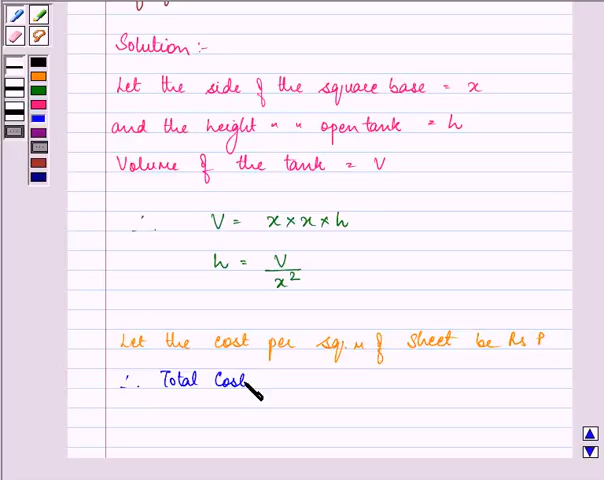 Solution :-
Let the side of the square base = x
and the height " " open tank = h
Volume of the tank = V
∴ V = x × x × h
h = V / x²
Let the cost per sq. m of sheet be Rs P
∴ Total Cost